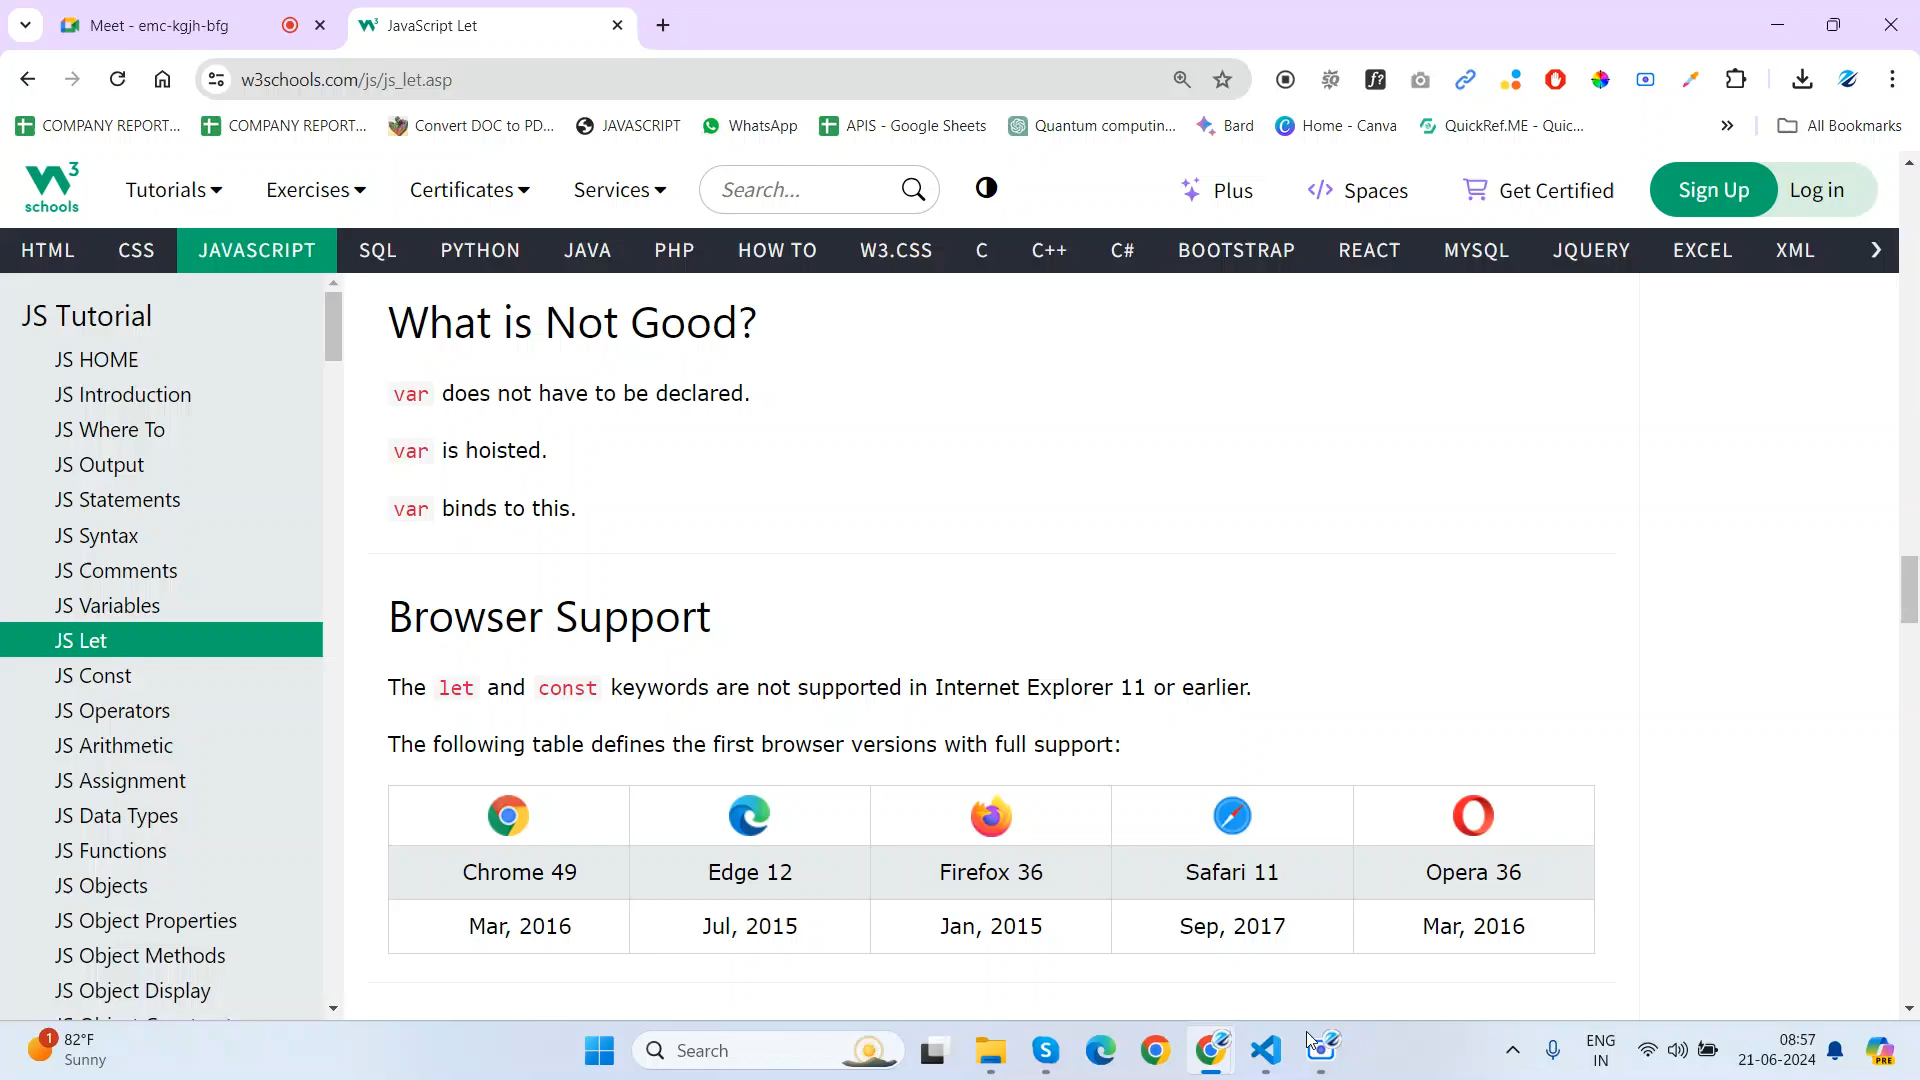 Meet - emc-kgjh-bfg
JavaScript Let
w3schools.com/js/js_let.asp
COMPANY REPORT...
COMPANY REPORT...
Convert DOC to PD...
JAVASCRIPT
WhatsApp
APIS - Google Sheets
Quantum computin...
Bard
Home - Canva
QuickRef.ME - Quic...
All Bookmarks
W3
schools
Tutorials
Exercises
Certificates
Services
Search...
Plus
Spaces
Get Certified
Sign Up
Log in
HTML
CSS
JAVASCRIPT
SQL
PYTHON
JAVA
PHP
HOW TO
W3.CSS
C
C++
C#
BOOTSTRAP
REACT
MYSQL
JQUERY
EXCEL
XML
JS Tutorial
JS HOME
JS Introduction
JS Where To
JS Output
JS Statements
JS Syntax
JS Comments
JS Variables
JS Let
JS Const
JS Operators
JS Arithmetic
JS Assignment
JS Data Types
JS Functions
JS Objects
JS Object Properties
JS Object Methods
JS Object Display
What is Not Good?
var does not have to be declared.
var is hoisted.
var binds to this.
Browser Support
The let and const keywords are not supported in Internet Explorer 11 or earlier.
The following table defines the first browser versions with full support:
Chrome 49
Edge 12
Firefox 36
Safari 11
Opera 36
Mar, 2016
Jul, 2015
Jan, 2015
Sep, 2017
Mar, 2016
1
82°F
Sunny
Search
ENG
IN
08:57
21-06-2024
PRE